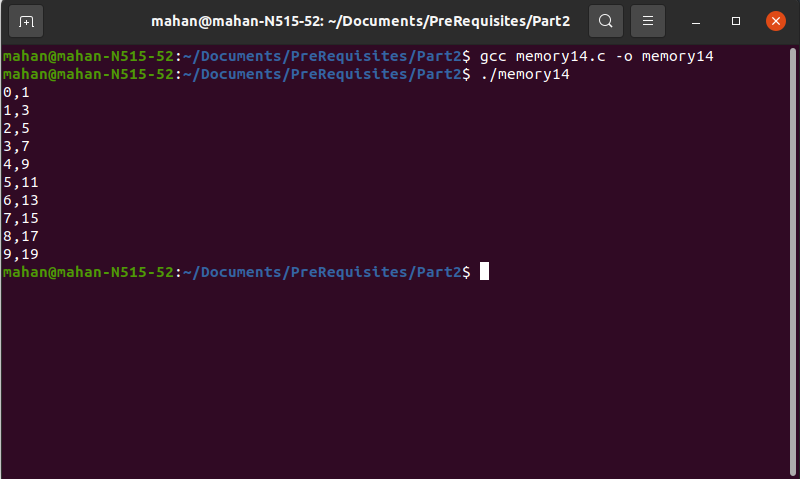 mahan@mahan-N515-52: ~/Documents/PreRequisites/Part2
mahan@mahan-N515-52:~/Documents/PreRequisites/Part2$ gcc memory14.c -o memory14
mahan@mahan-N515-52:~/Documents/PreRequisites/Part2$ ./memory14
0,1
1,3
2,5
3,7
4,9
5,11
6,13
7,15
8,17
9,19
mahan@mahan-N515-52:~/Documents/PreRequisites/Part2$